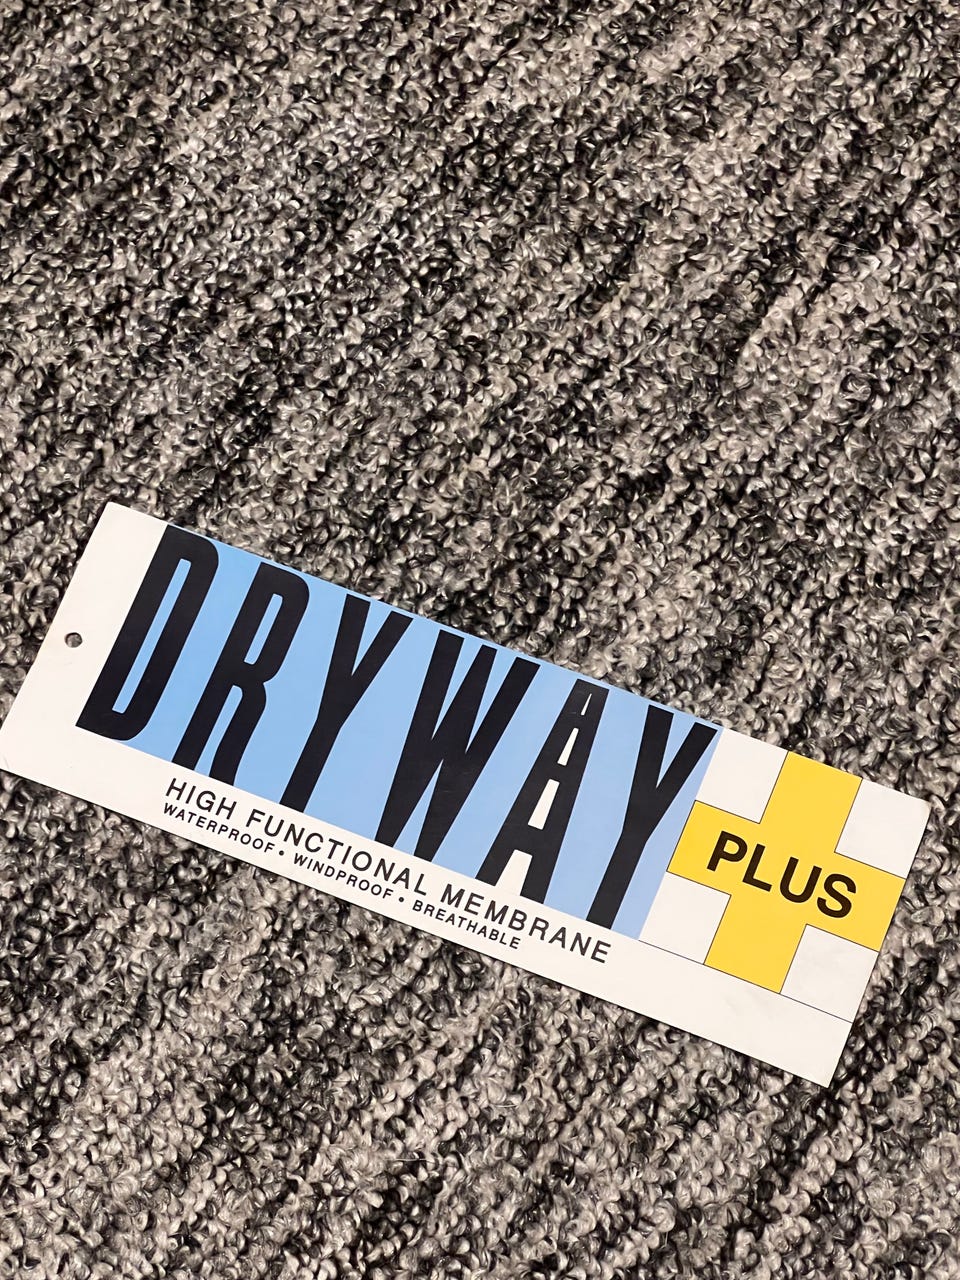 DRYWAY
PLUS
HIGH FUNCTIONAL MEMBRANE
WATERPROOF • WINDPROOF • BREATHABLE